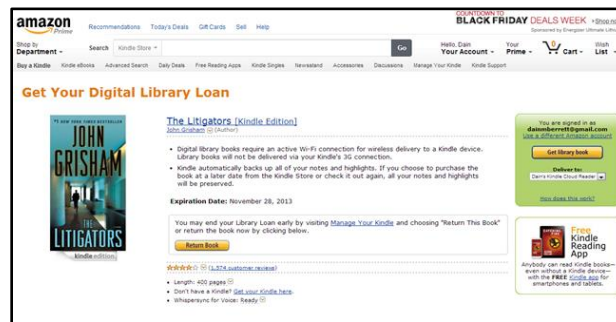 amazon
Prime
Recommendations Today's Deals Gift Cards Sell Help
COUNTDOWN TO
BLACK FRIDAY DEALS WEEK
Shop by
Department
Search Kindle Store
Go
Hello, Dain
Your Account
Your
Prime
0
Cart
Wish
List
Buy a Kindle Kindle eBooks Advanced Search Daily Deals Free Reading Apps Kindle Singles Newsstand Accessories Discussions Manage Your Kindle Kindle Support
Get Your Digital Library Loan
#1 NEW YORK TIMES BESTSELLER
JOHN
GRISHAM
THE
LITIGATORS
kindle edition
The Litigators [Kindle Edition]
John Grisham (Author)
• Digital library books require an active Wi-Fi connection for wireless delivery to a Kindle device.
Library books will not be delivered via your Kindle's 3G connection.
• Kindle automatically backs up all of your notes and highlights. If you choose to purchase the
book at a later date from the Kindle Store or check it out again, all your notes and highlights
will be preserved.
Expiration Date: November 28, 2013
You may end your Library Loan early by visiting Manage Your Kindle and choosing "Return This Book"
or return the book now by clicking below.
Return Book
(1,574 customer reviews)
• Length: 400 pages
• Don't have a Kindle? Get your Kindle here.
• Whispersync for Voice: Ready
You are signed in as
dainmberrett@gmail.com
Use a different Amazon account
Get library book
Deliver to:
Dain's Kindle Cloud Reader
How does this work?
Free
Kindle
Reading
App
Anybody can read Kindle books—
even without a Kindle device—
with the FREE Kindle app for
smartphones and tablets.